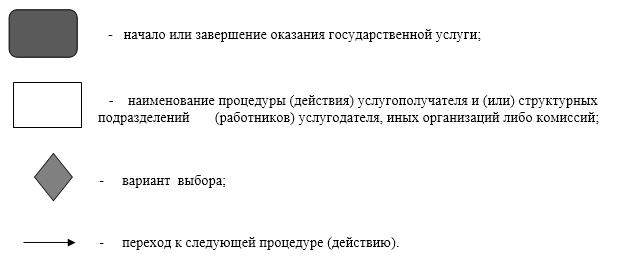 - начало или завершение оказания государственной услуги;
- наименование процедуры (действия) услугополучателя и (или) структурных
подразделений (работников) услугодателя, иных организаций либо комиссий;
- вариант выбора;
- переход к следующей процедуре (действию).